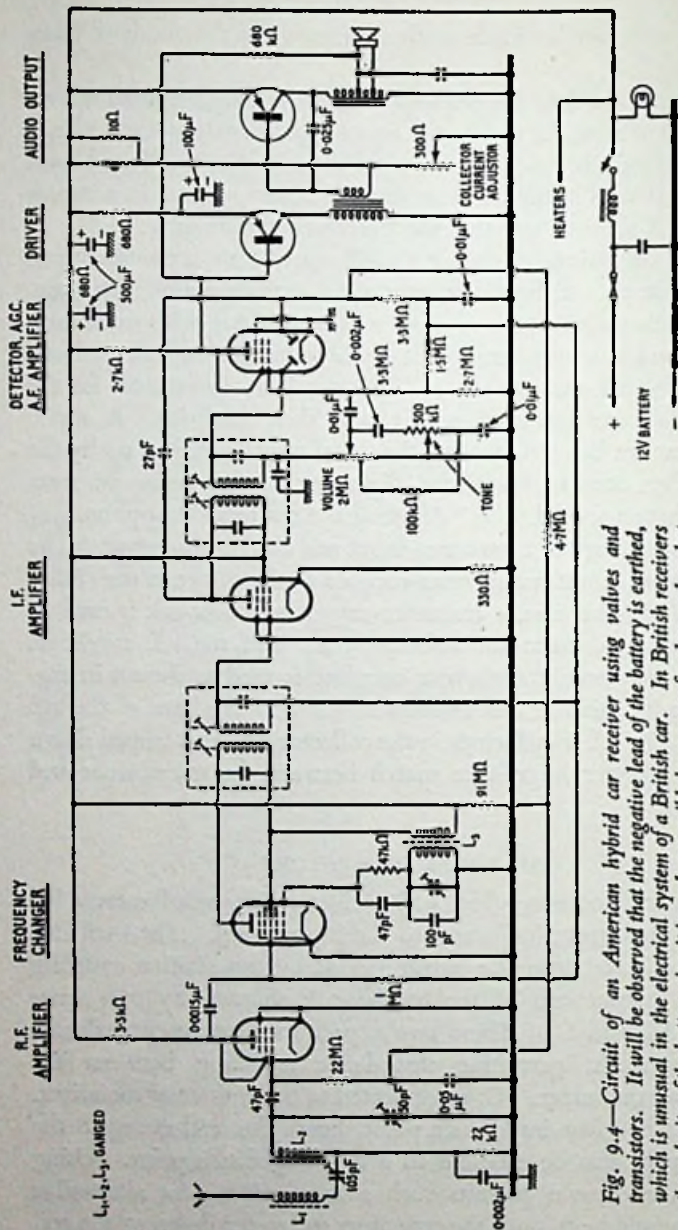 R.F.
AMPLIFIER
FREQUENCY
CHANGER
I.F.
AMPLIFIER
DETECTOR, A.G.C.
A.F. AMPLIFIER
DRIVER
AUDIO OUTPUT
L₁, L₂, L₃, GANGED
L₁
L₂
105pF
0·002μF
22
kΩ
47pF
22MΩ
50pF
0·05
μF
3·3kΩ
0·0015μF
MΩ
47pF
47kΩ
100
pF
L₃
91MΩ
330Ω
27pF
2·7kΩ
VOLUME
2MΩ
100kΩ
TONE
300
kΩ
0·01μF
0·002μF
0·01μF
3·3MΩ
3·3MΩ
1·5MΩ
2·7MΩ
0·01μF
4·7MΩ
680Ω
500μF
680Ω
100μF
10Ω
0·025μF
680
kΩ
300Ω
COLLECTOR
CURRENT
ADJUSTOR
HEATERS
+
12V BATTERY
−
Fig. 9.4—Circuit of an American hybrid car receiver using valves and
transistors. It will be observed that the negative lead of the battery is earthed,
which is unusual in the electrical system of a British car. In British receivers